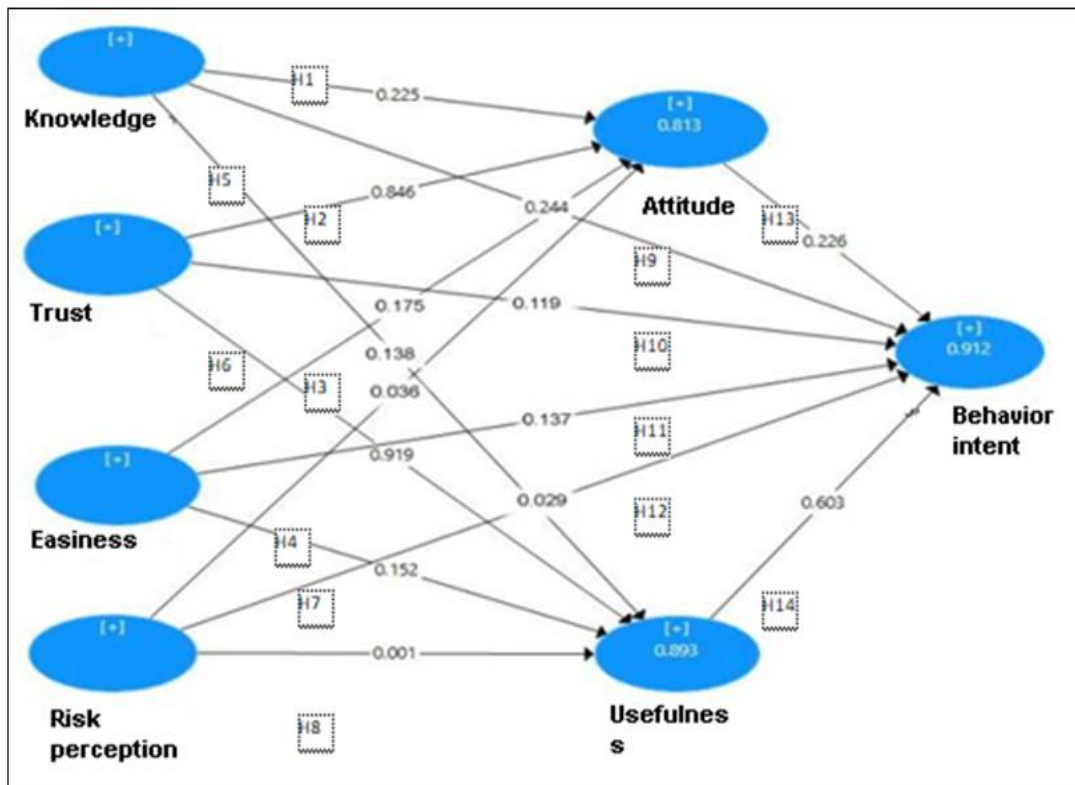 [+]
Knowledge
H1
0.225
[+]
0.813
Attitude
H5
0.846
H2
0.244
H13
0.226
[+]
Trust
H9
0.175
0.119
H6
0.138
H3
0.036
H10
[+]
0.912
Behavior
intent
0.137
H11
0.919
[+]
Easiness
0.029
H12
0.603
H4
0.152
H7
H14
[+]
Risk
perception
0.001
[+]
0.893
Usefulnes
s
H8